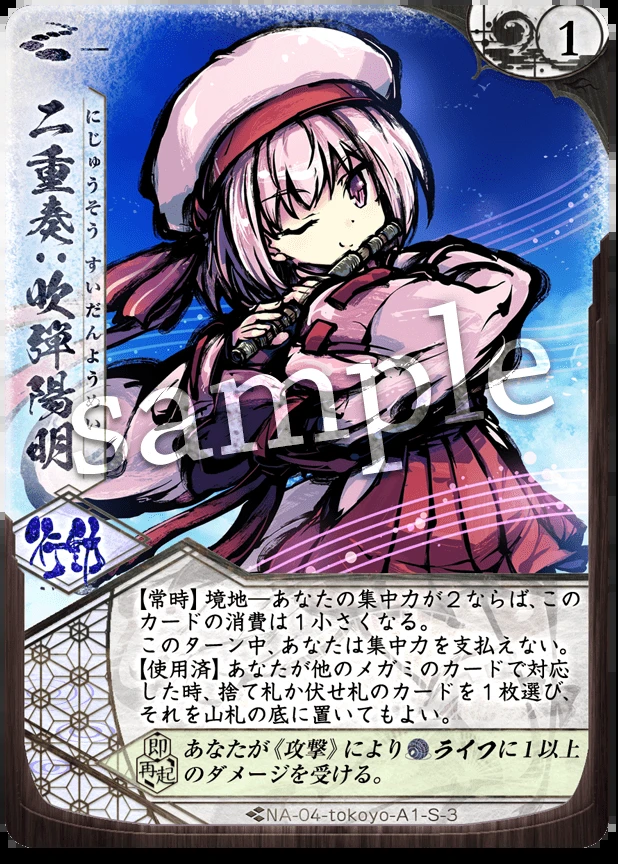 1
二重奏:吹弾陽明
にじゅうそう すいだんようめい
sample
行動
【常時】境地―あなたの集中力が2ならば、この
カードの消費は1小さくなる。
このターン中、あなたは集中力を支払えない。
【使用済】あなたが他のメガミのカードで対応
した時、捨て札か伏せ札のカードを1枚選び、
それを山札の底に置いてもよい。
即再起
あなたが《攻撃》によりライフに1以上
のダメージを受ける。
NA-04-tokoyo-A1-S-3